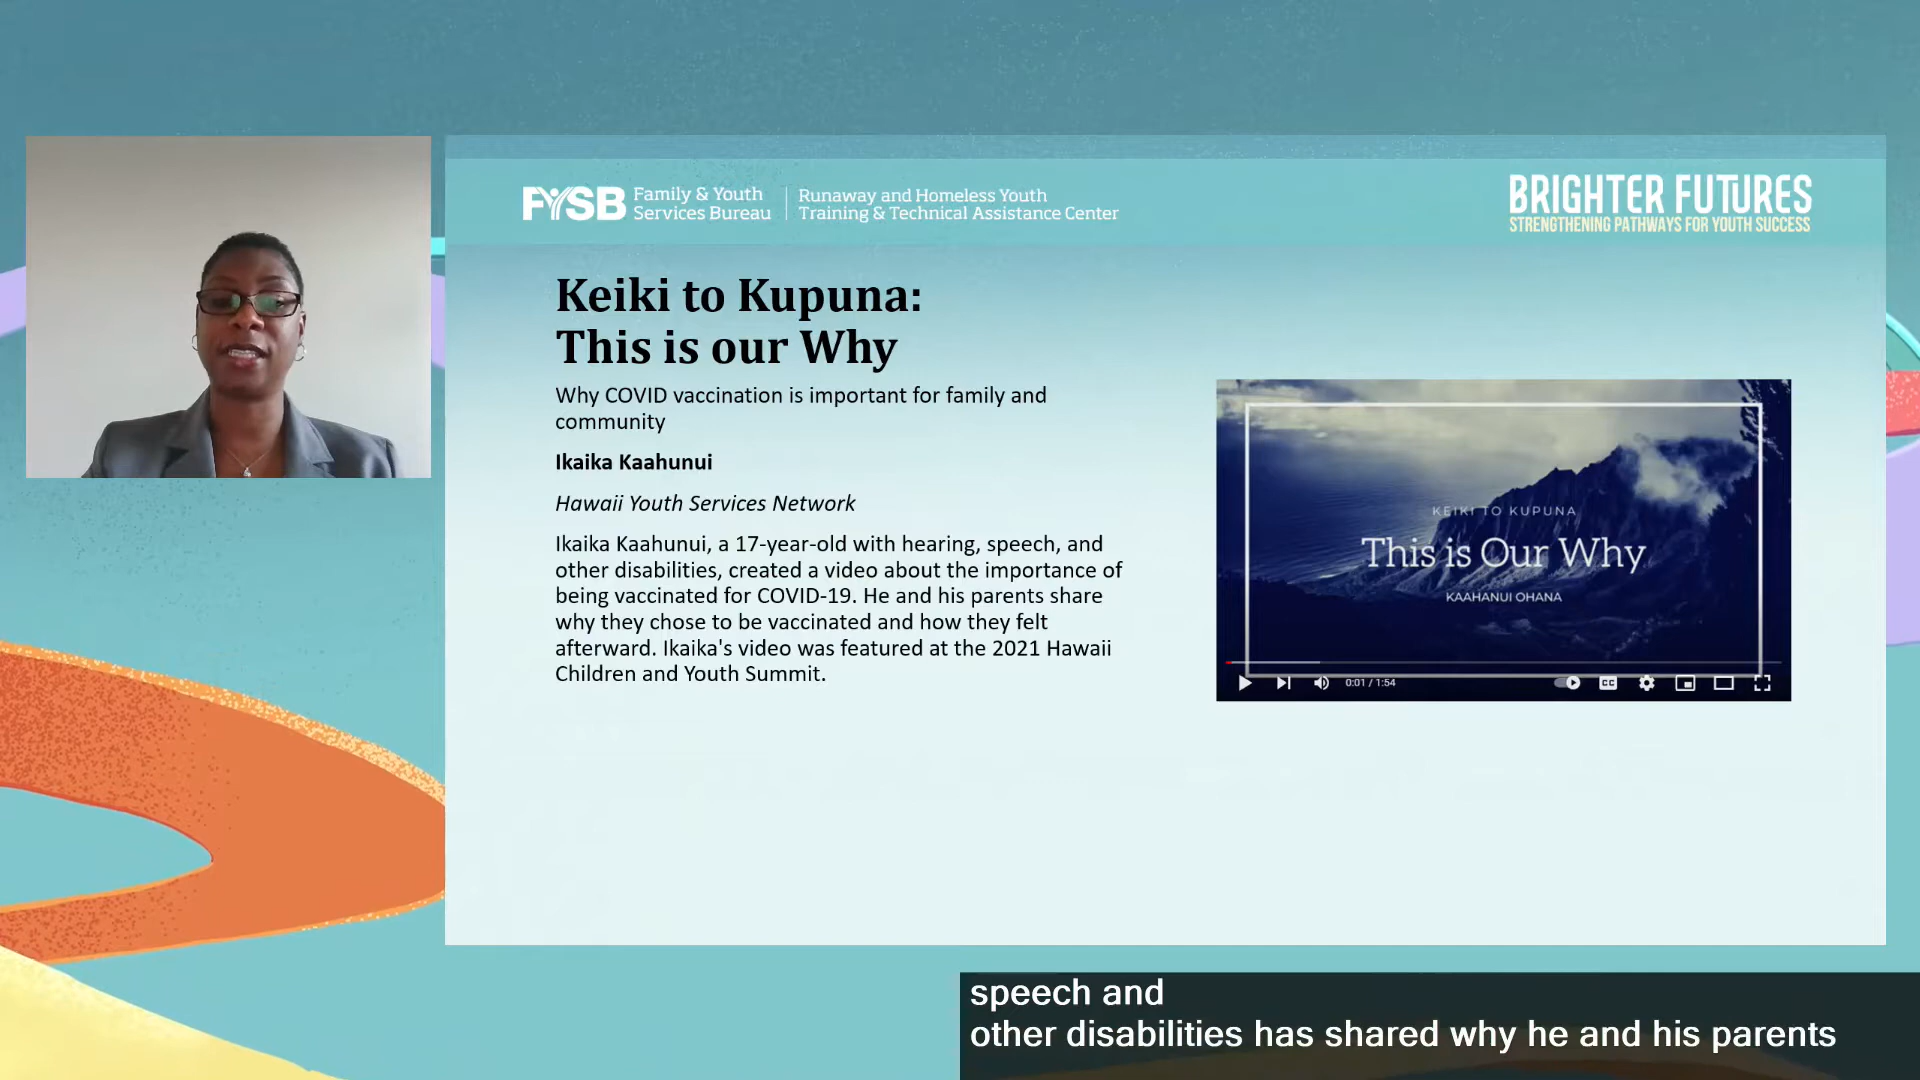 FYSB Family & Youth
Services Bureau
Runaway and Homeless Youth
Training & Technical Assistance Center
BRIGHTER FUTURES
STRENGTHENING PATHWAYS FOR YOUTH SUCCESS
Keiki to Kupuna:
This is our Why
Why COVID vaccination is important for family and
community
Ikaika Kaahunui
Hawaii Youth Services Network
Ikaika Kaahunui, a 17-year-old with hearing, speech, and
other disabilities, created a video about the importance of
being vaccinated for COVID-19. He and his parents share
why they chose to be vaccinated and how they felt
afterward. Ikaika's video was featured at the 2021 Hawaii
Children and Youth Summit.
KEIKI TO KUPUNA
This is Our Why
KAAHANUI OHANA
0:01 / 1:54
CC
speech and
other disabilities has shared why he and his parents